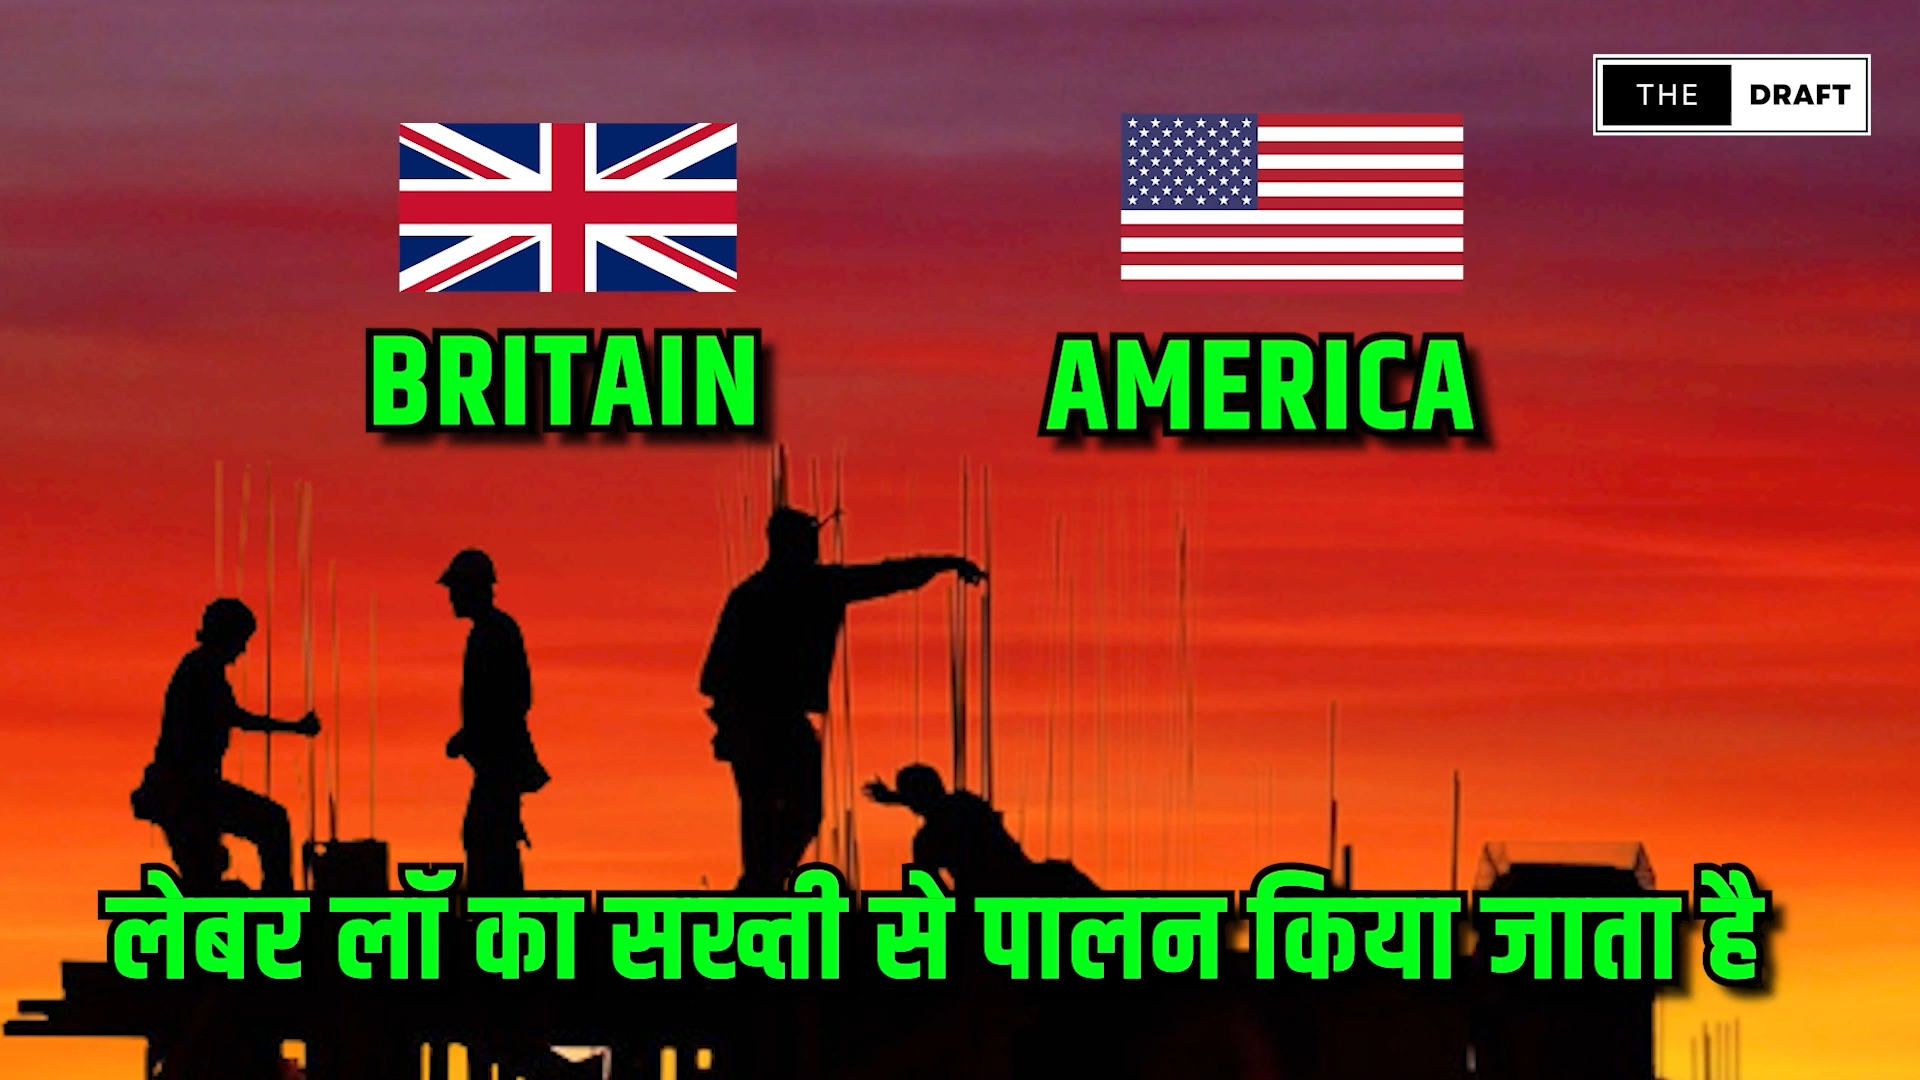 THE DRAFT
BRITAIN AMERICA
लेबर लॉ का सख्ती से पालन किया जाता है